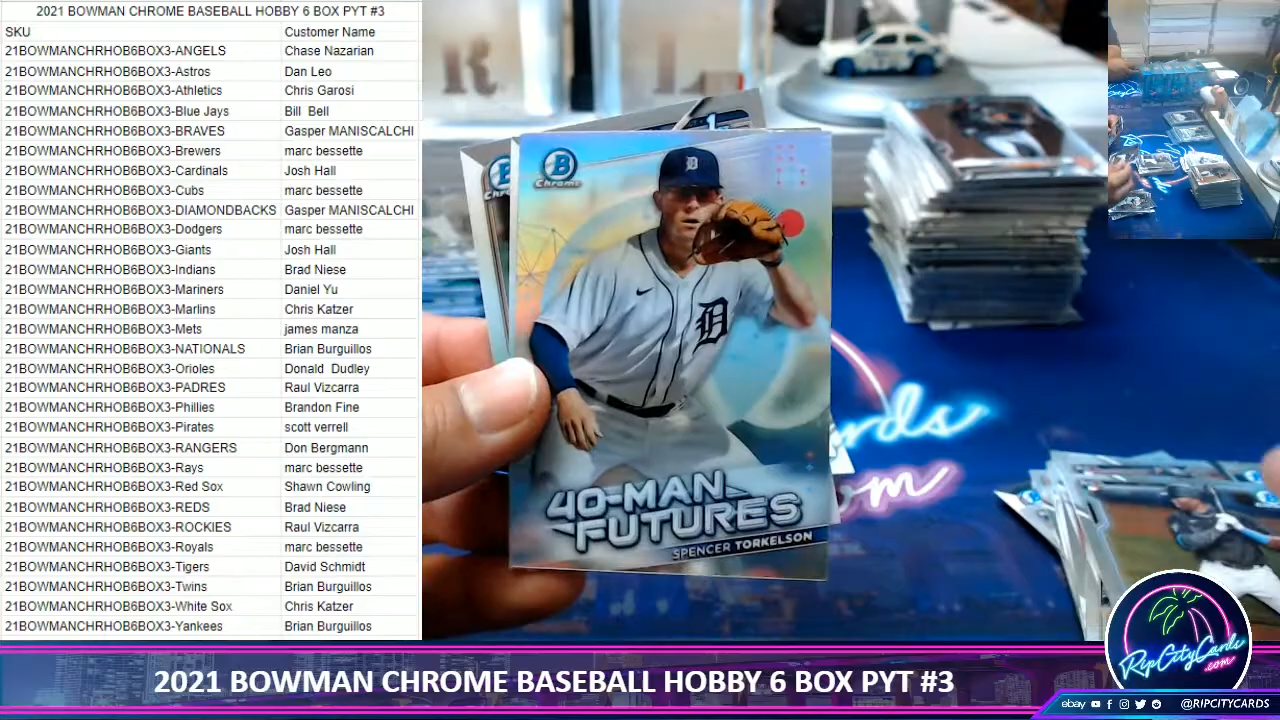 2021 BOWMAN CHROME BASEBALL HOBBY 6 BOX PYT #3
SKU Customer Name
21BOWMANCHRHOB6BOX3-ANGELS Chase Nazarian
21BOWMANCHRHOB6BOX3-Astros Dan Leo
21BOWMANCHRHOB6BOX3-Athletics Chris Garosi
21BOWMANCHRHOB6BOX3-Blue Jays Bill Bell
21BOWMANCHRHOB6BOX3-BRAVES Gasper MANISCALCHI
21BOWMANCHRHOB6BOX3-Brewers marc bessette
21BOWMANCHRHOB6BOX3-Cardinals Josh Hall
21BOWMANCHRHOB6BOX3-Cubs marc bessette
21BOWMANCHRHOB6BOX3-DIAMONDBACKS Gasper MANISCALCHI
21BOWMANCHRHOB6BOX3-Dodgers marc bessette
21BOWMANCHRHOB6BOX3-Giants Josh Hall
21BOWMANCHRHOB6BOX3-Indians Brad Niese
21BOWMANCHRHOB6BOX3-Mariners Daniel Yu
21BOWMANCHRHOB6BOX3-Marlins Chris Katzer
21BOWMANCHRHOB6BOX3-Mets james manza
21BOWMANCHRHOB6BOX3-NATIONALS Brian Burguillos
21BOWMANCHRHOB6BOX3-Orioles Donald Dudley
21BOWMANCHRHOB6BOX3-PADRES Raul Vizcarra
21BOWMANCHRHOB6BOX3-Phillies Brandon Fine
21BOWMANCHRHOB6BOX3-Pirates scott verrell
21BOWMANCHRHOB6BOX3-RANGERS Don Bergmann
21BOWMANCHRHOB6BOX3-Rays marc bessette
21BOWMANCHRHOB6BOX3-Red Sox Shawn Cowling
21BOWMANCHRHOB6BOX3-REDS Brad Niese
21BOWMANCHRHOB6BOX3-ROCKIES Raul Vizcarra
21BOWMANCHRHOB6BOX3-Royals marc bessette
21BOWMANCHRHOB6BOX3-Tigers David Schmidt
21BOWMANCHRHOB6BOX3-Twins Brian Burguillos
21BOWMANCHRHOB6BOX3-White Sox Chris Katzer
21BOWMANCHRHOB6BOX3-Yankees Brian Burguillos
B
Chrome
D
D
40-MAN
FUTURES
SPENCER TORKELSON
RipCityCards
.com
2021 BOWMAN CHROME BASEBALL HOBBY 6 BOX PYT #3
ebay @RIPCITYCARDS